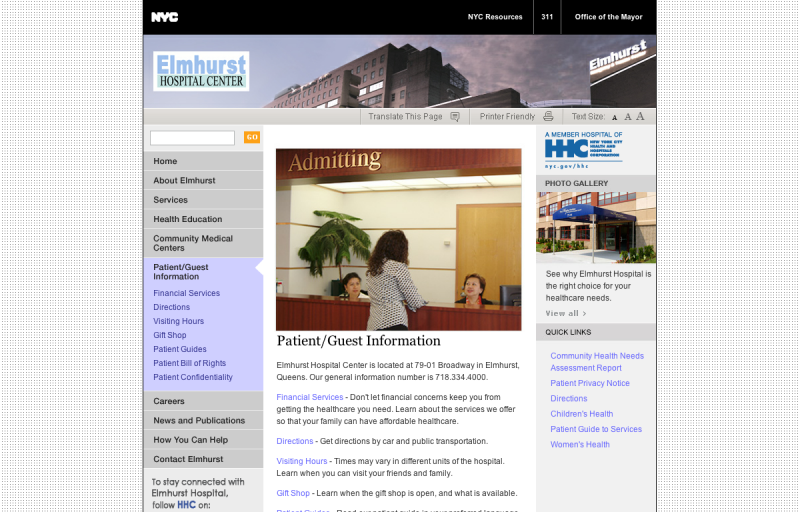 NYC
NYC Resources
311
Office of the Mayor
Elmhurst
HOSPITAL CENTER
Elmhurst
Translate This Page
Printer Friendly
Text Size: A A A
GO
Home
About Elmhurst
Services
Health Education
Community Medical
Centers
Patient/Guest
Information
Financial Services
Directions
Visiting Hours
Gift Shop
Patient Guides
Patient Bill of Rights
Patient Confidentiality
Careers
News and Publications
How You Can Help
Contact Elmhurst
To stay connected with
Elmhurst Hospital,
follow HHC on:
Admitting
Patient/Guest Information
Elmhurst Hospital Center is located at 79-01 Broadway in Elmhurst,
Queens. Our general information number is 718.334.4000.
Financial Services - Don't let financial concerns keep you from
getting the healthcare you need. Learn about the services we offer
so that your family can have affordable healthcare.
Directions - Get directions by car and public transportation.
Visiting Hours - Times may vary in different units of the hospital.
Learn when you can visit your friends and family.
Gift Shop - Learn when the gift shop is open, and what is available.
Patient Guides - Read our patient guide in your preferred language
A MEMBER HOSPITAL OF
HHC
NEW YORK CITY
HEALTH AND
HOSPITALS
CORPORATION
nyc.gov/hhc
PHOTO GALLERY
See why Elmhurst Hospital is
the right choice for your
healthcare needs.
View all >
QUICK LINKS
Community Health Needs
Assessment Report
Patient Privacy Notice
Directions
Children's Health
Patient Guide to Services
Women's Health